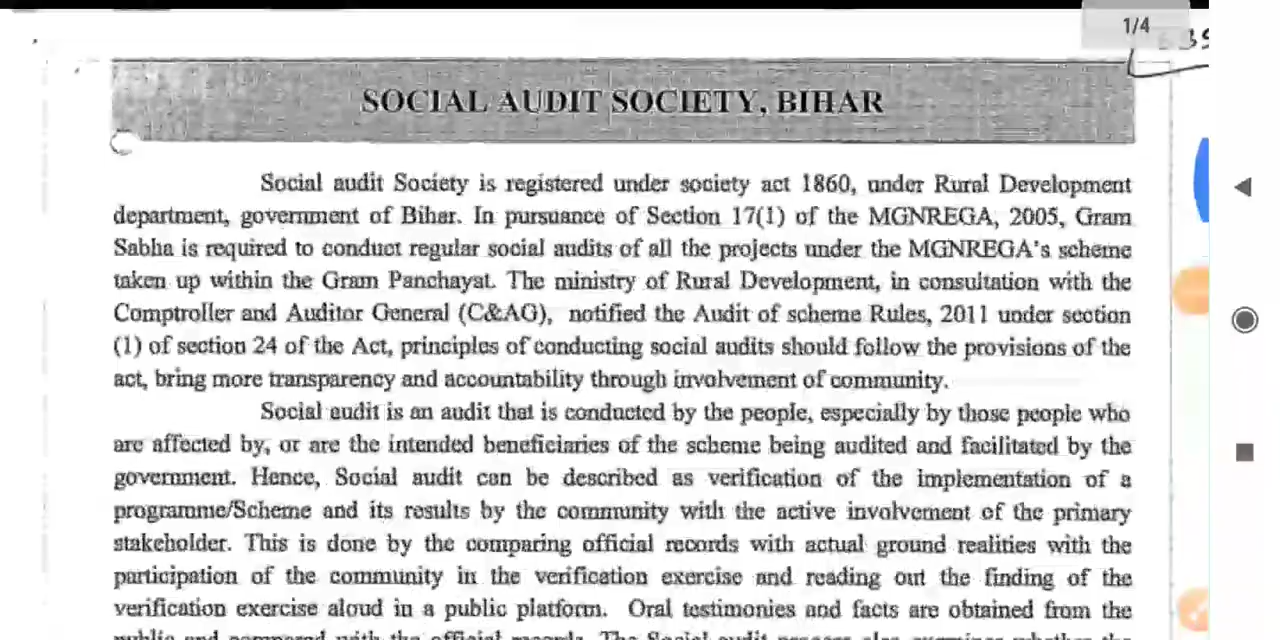 1/4
SOCIAL AUDIT SOCIETY, BIHAR
Social audit Society is registered under society act 1860, under Rural Development
department, government of Bihar. In pursuance of Section 17(1) of the MGNREGA, 2005, Gram
Sabha is required to conduct regular social audits of all the projects under the MGNREGA's scheme
taken up within the Gram Panchayat. The ministry of Rural Development, in consultation with the
Comptroller and Auditor General (C&AG), notified the Audit of scheme Rules, 2011 under section
(1) of section 24 of the Act, principles of conducting social audits should follow the provisions of the
act, bring more transparency and accountability through involvement of community.
Social audit is an audit that is conducted by the people, especially by those people who
are affected by, or are the intended beneficiaries of the scheme being audited and facilitated by the
government. Hence, Social audit can be described as verification of the implementation of a
programme/Scheme and its results by the community with the active involvement of the primary
stakeholder. This is done by the comparing official records with actual ground realities with the
participation of the community in the verification exercise and reading out the finding of the
verification exercise aloud in a public platform. Oral testimonies and facts are obtained from the